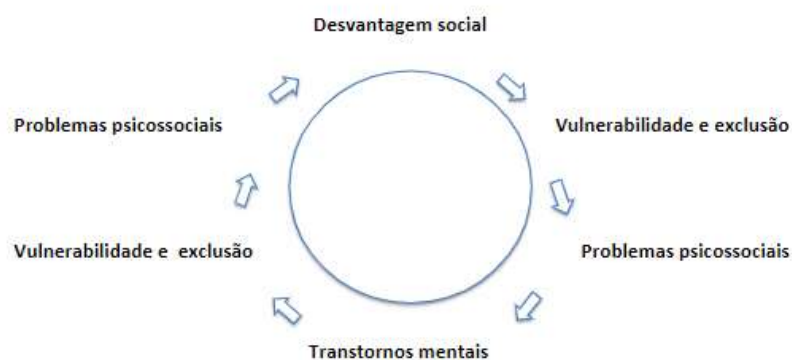 Desvantagem social
Problemas psicossociais
Vulnerabilidade e exclusão
Vulnerabilidade e exclusão
Problemas psicossociais
Transtornos mentais